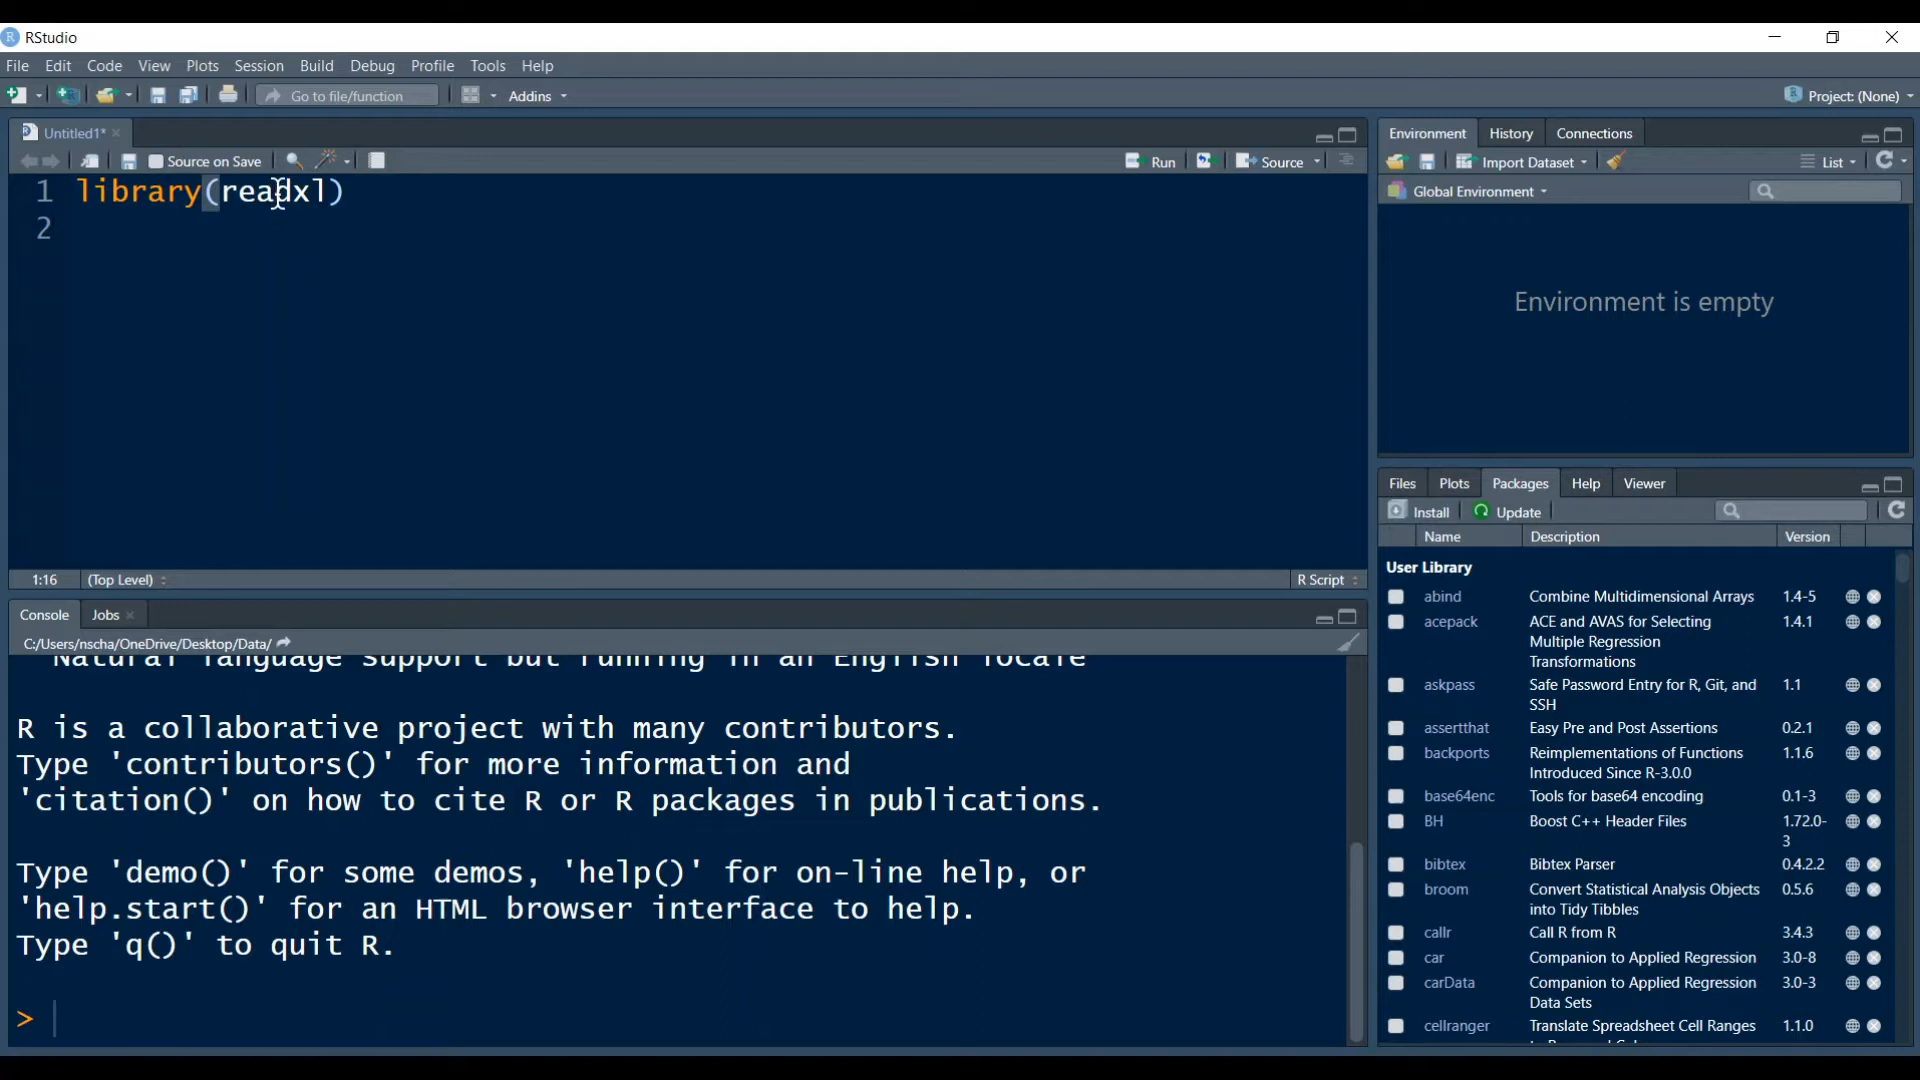 RStudio
File Edit Code View Plots Session Build Debug Profile Tools Help
Go to file/function Addins Project: (None)
Untitled1*
Source on Save Run Source
1 library(readxl)
2
1:16 (Top Level) R Script
Console Jobs
C:/Users/nscha/OneDrive/Desktop/Data/
Natural language support but running in an English locale
R is a collaborative project with many contributors.
Type 'contributors()' for more information and
'citation()' on how to cite R or R packages in publications.
Type 'demo()' for some demos, 'help()' for on-line help, or
'help.start()' for an HTML browser interface to help.
Type 'q()' to quit R.
>
Environment History Connections
Import Dataset List
Global Environment
Environment is empty
Files Plots Packages Help Viewer
Install Update
Name Description Version
User Library
abind Combine Multidimensional Arrays 1.4-5
acepack ACE and AVAS for Selecting 1.4.1
Multiple Regression
Transformations
askpass Safe Password Entry for R, Git, and 1.1
SSH
assertthat Easy Pre and Post Assertions 0.2.1
backports Reimplementations of Functions 1.1.6
Introduced Since R-3.0.0
base64enc Tools for base64 encoding 0.1-3
BH Boost C++ Header Files 1.72.0-
3
bibtex Bibtex Parser 0.4.2.2
broom Convert Statistical Analysis Objects 0.5.6
into Tidy Tibbles
callr Call R from R 3.4.3
car Companion to Applied Regression 3.0-8
carData Companion to Applied Regression 3.0-3
Data Sets
cellranger Translate Spreadsheet Cell Ranges 1.1.0